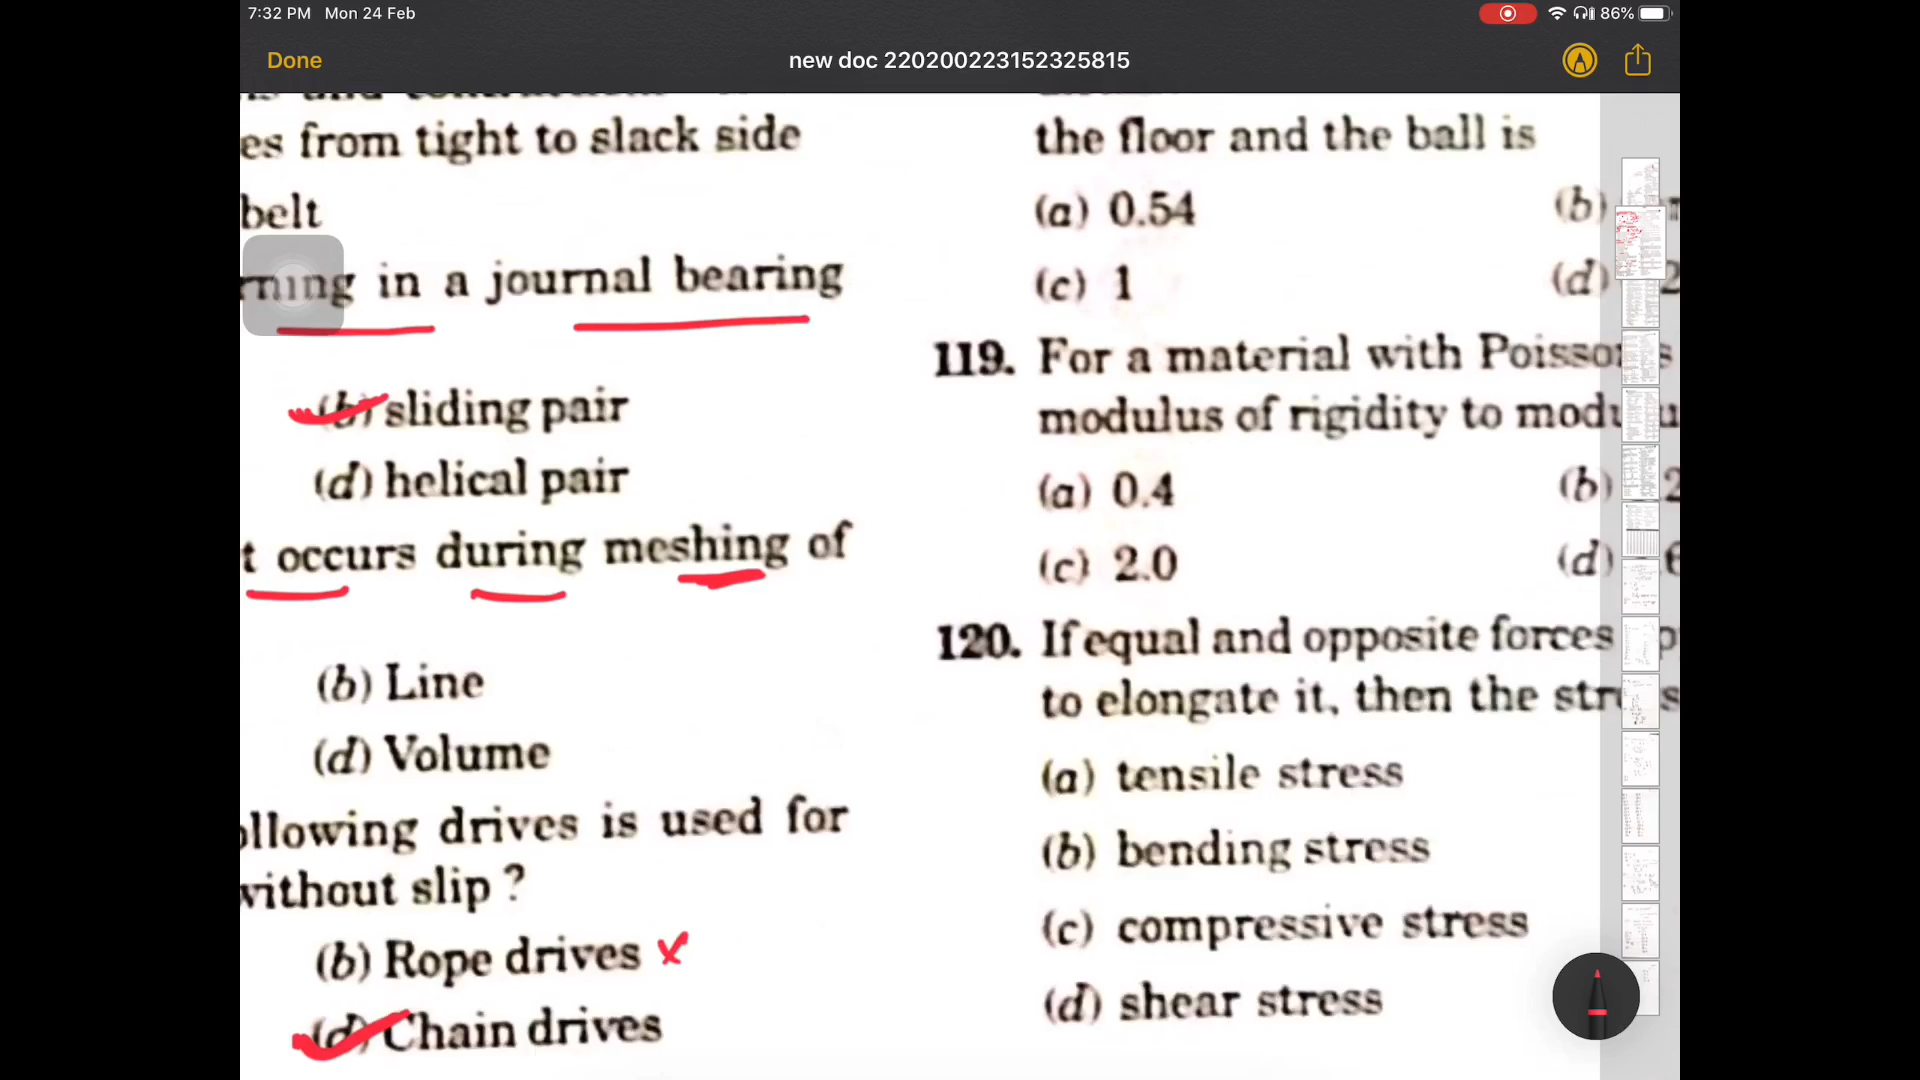 7:32 PM Mon 24 Feb
86%
Done
new doc 220200223152325815
es from tight to slack side
belt
rning in a journal bearing
(b) sliding pair
(d) helical pair
t occurs during meshing of
(b) Line
(d) Volume
ollowing drives is used for
without slip ?
(b) Rope drives
(d) Chain drives
the floor and the ball is
(a) 0.54
(b)
(c) 1
(d)
119. For a material with
modulus of rigidity to
(a) 0.4
(b)
(c) 2.0
(d)
120. If equal and opposite forces
to elongate it, then the
(a) tensile stress
(b) bending stress
(c) compressive stress
(d) shear stress